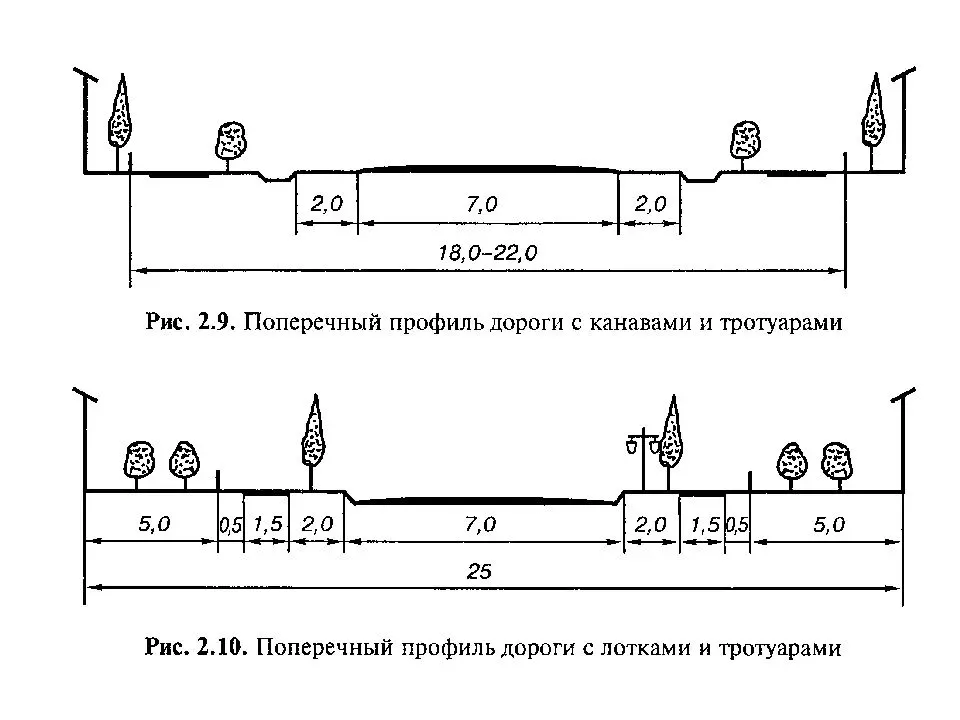 2,0 7,0 2,0
18,0–22,0
Рис. 2.9. Поперечный профиль дороги с канавами и тротуарами
5,0 0,5 1,5 2,0 7,0 2,0 1,5 0,5 5,0
25
Рис. 2.10. Поперечный профиль дороги с лотками и тротуарами